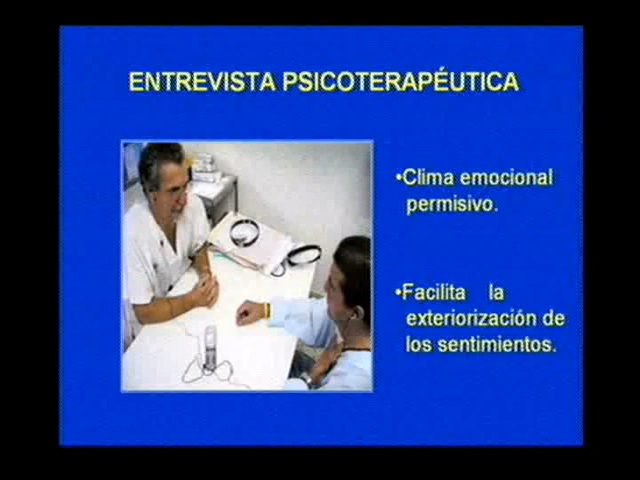 ENTREVISTA PSICOTERAPÉUTICA
•Clima emocional
permisivo.
•Facilita la
exteriorización de
los sentimientos.